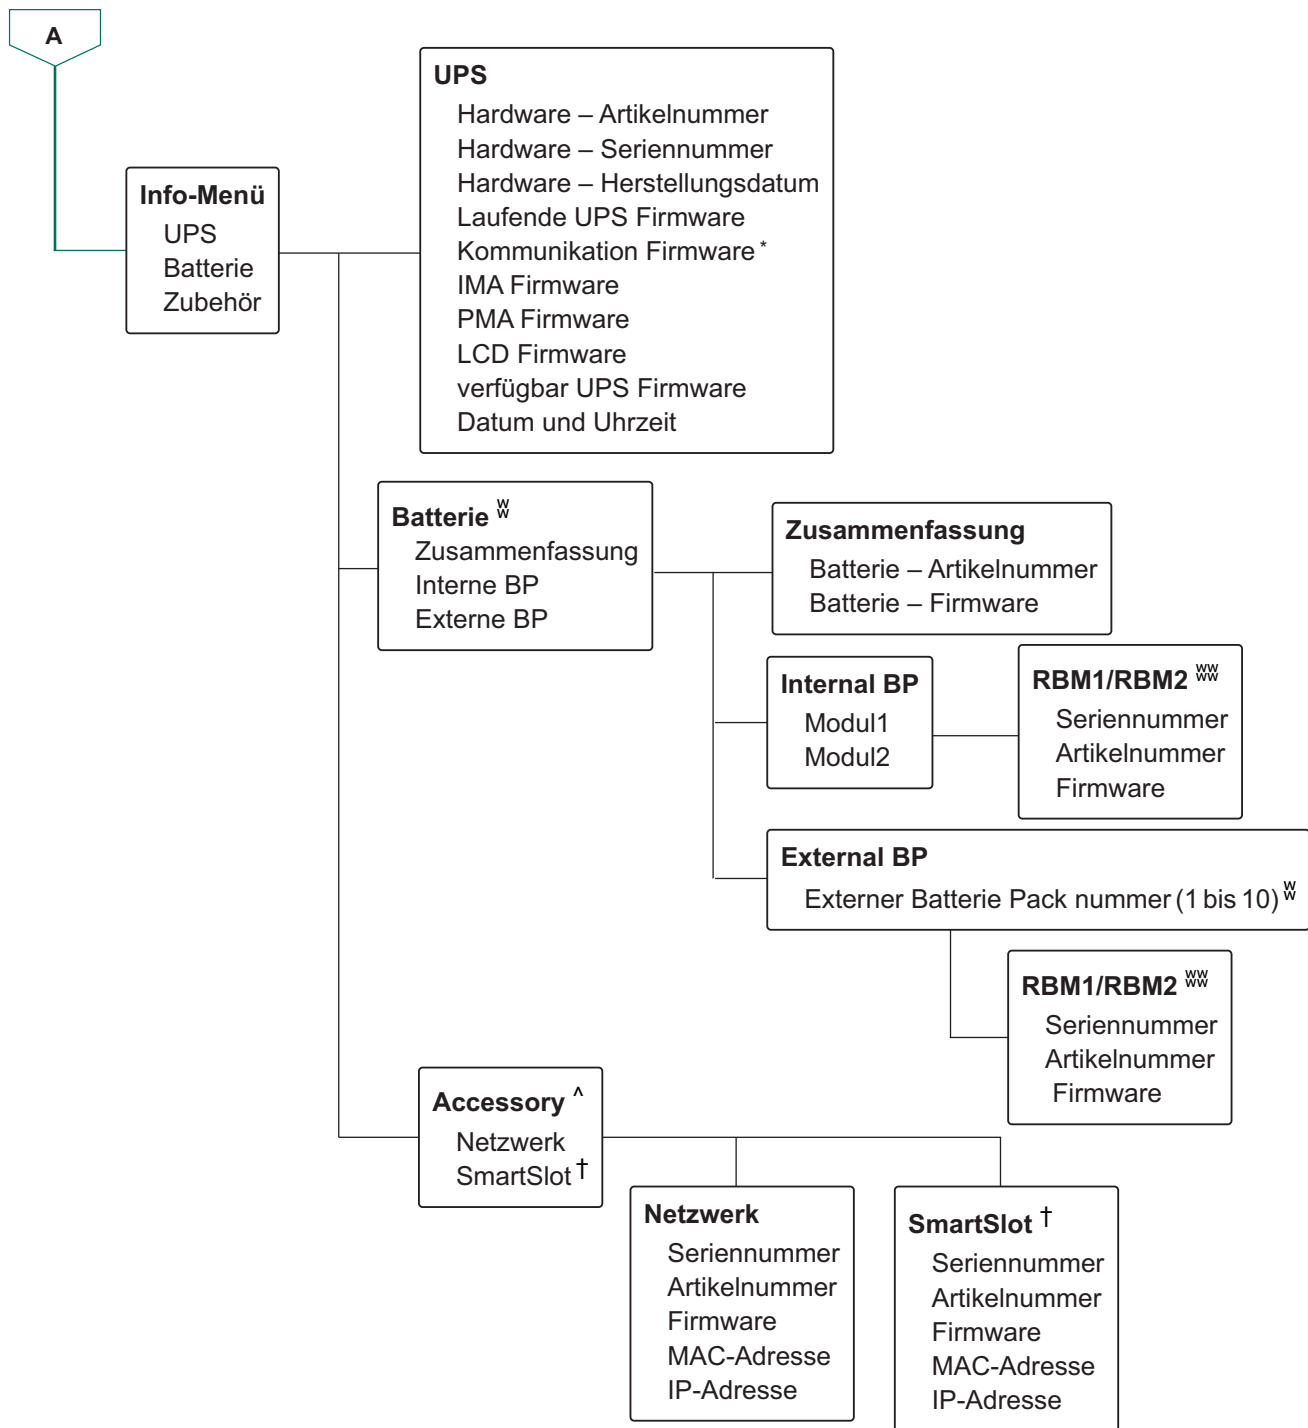 A
UPS
Hardware – Artikelnummer
Hardware – Seriennummer
Hardware – Herstellungsdatum
Laufende UPS Firmware
Kommunikation Firmware *
IMA Firmware
PMA Firmware
LCD Firmware
verfügbar UPS Firmware
Datum und Uhrzeit
Info-Menü
UPS
Batterie
Zubehör
Batterie w w
Zusammenfassung
Interne BP
Externe BP
Zusammenfassung
Batterie – Artikelnummer
Batterie – Firmware
Internal BP
Modul1
Modul2
RBM1/RBM2 ww ww
Seriennummer
Artikelnummer
Firmware
External BP
Externer Batterie Pack nummer (1 bis 10) w w
RBM1/RBM2 ww ww
Seriennummer
Artikelnummer
Firmware
Accessory ^
Netzwerk
SmartSlot †
Netzwerk
Seriennummer
Artikelnummer
Firmware
MAC-Adresse
IP-Adresse
SmartSlot †
Seriennummer
Artikelnummer
Firmware
MAC-Adresse
IP-Adresse